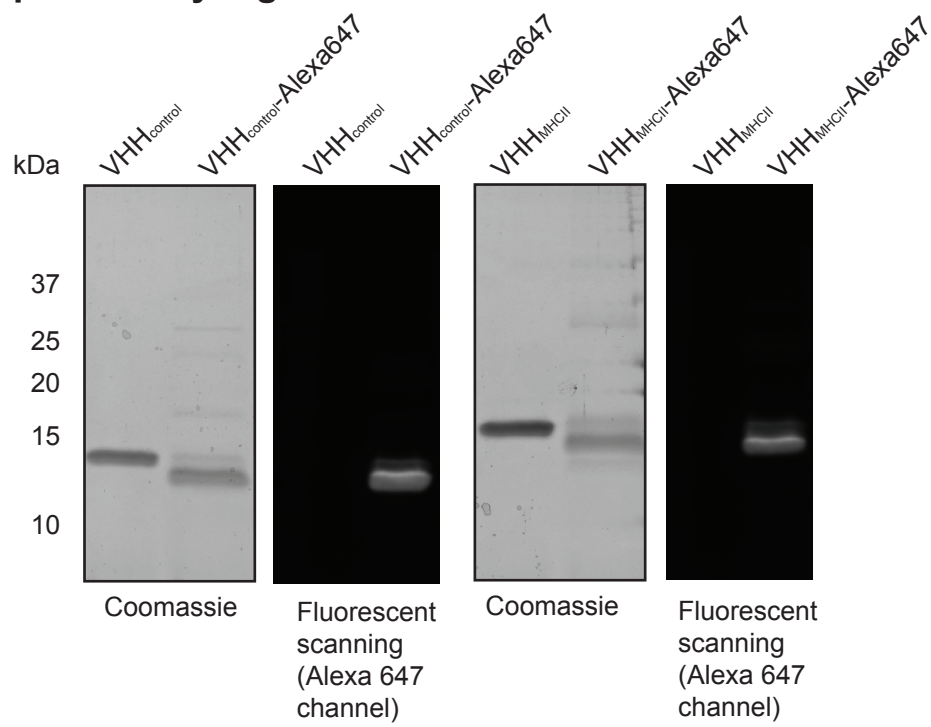 VHHcontrol
VHHcontrol-Alexa647
VHHcontrol
VHHcontrol-Alexa647
VHHMHCII
VHHMHCII-Alexa647
VHHMHCII
VHHMHCII-Alexa647
kDa
37
25
20
15
10
Coomassie
Fluorescent
scanning
(Alexa 647
channel)
Coomassie
Fluorescent
scanning
(Alexa 647
channel)